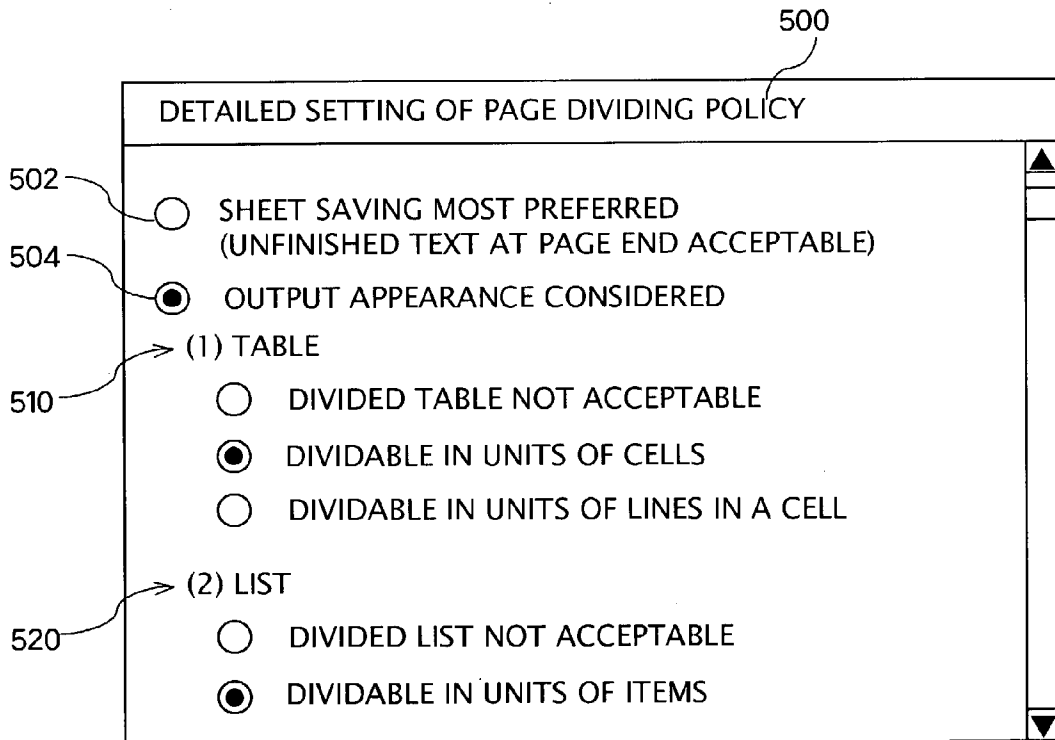 500
DETAILED SETTING OF PAGE DIVIDING POLICY
502
SHEET SAVING MOST PREFERRED
(UNFINISHED TEXT AT PAGE END ACCEPTABLE)
504
OUTPUT APPEARANCE CONSIDERED
(1) TABLE
510
DIVIDED TABLE NOT ACCEPTABLE
DIVIDABLE IN UNITS OF CELLS
DIVIDABLE IN UNITS OF LINES IN A CELL
(2) LIST
520
DIVIDED LIST NOT ACCEPTABLE
DIVIDABLE IN UNITS OF ITEMS